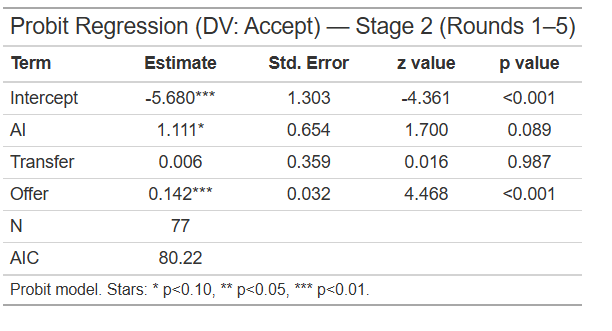 Probit Regression (DV: Accept) — Stage 2 (Rounds 1–5)
Term Estimate Std. Error z value p value
Intercept -5.680*** 1.303 -4.361 <0.001
AI 1.111* 0.654 1.700 0.089
Transfer 0.006 0.359 0.016 0.987
Offer 0.142*** 0.032 4.468 <0.001
N 77
AIC 80.22
Probit model. Stars: * p<0.10, ** p<0.05, *** p<0.01.